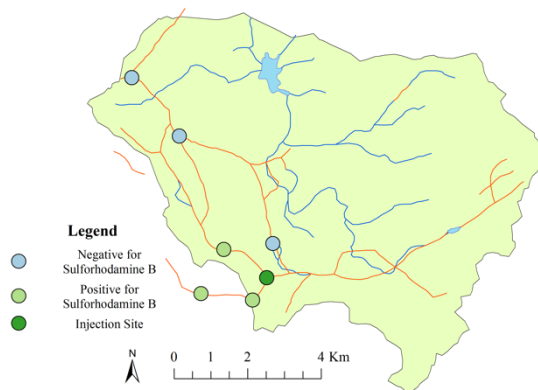 Legend
Negative for
Sulforhodamine B
Positive for
Sulforhodamine B
Injection Site
N
0 1 2 4 Km